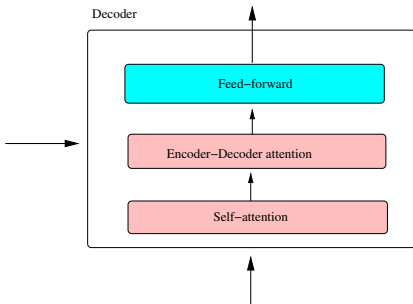 Decoder
Feed−forward
Encoder−Decoder attention
Self−attention